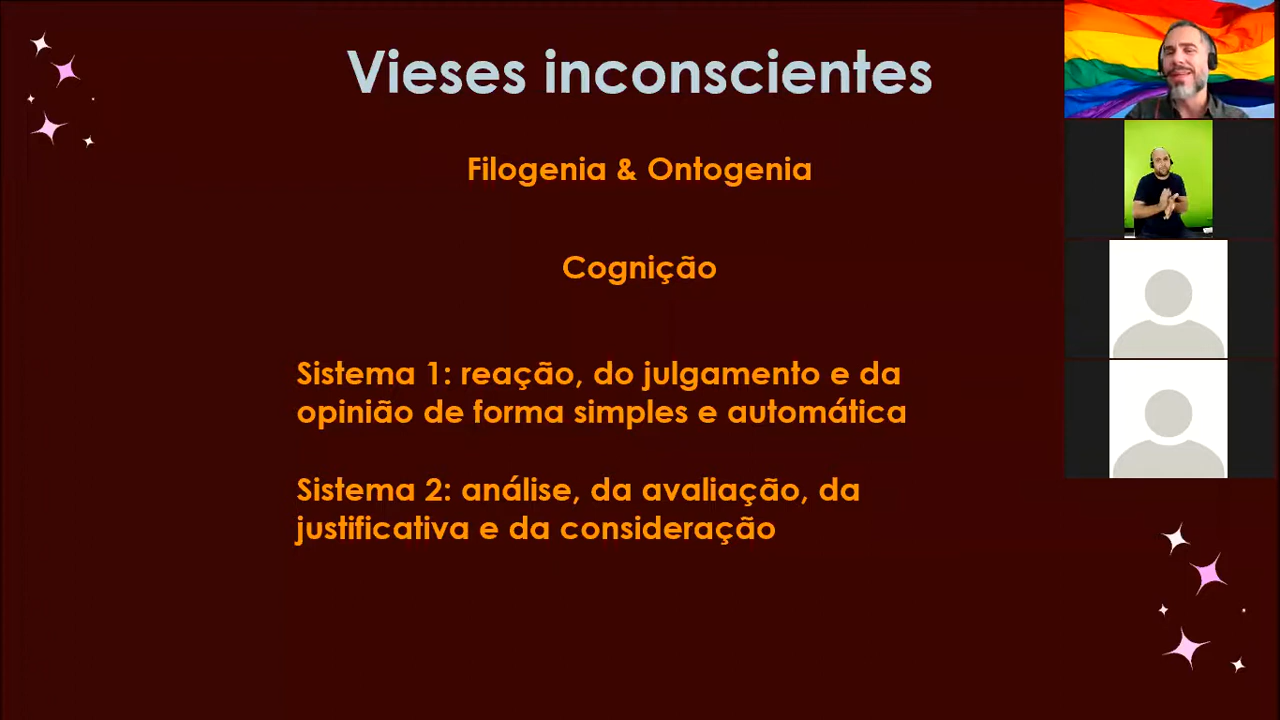 Vieses inconscientes
Filogenia & Ontogenia
Cognição
Sistema 1: reação, do julgamento e da
opinião de forma simples e automática
Sistema 2: análise, da avaliação, da
justificativa e da consideração